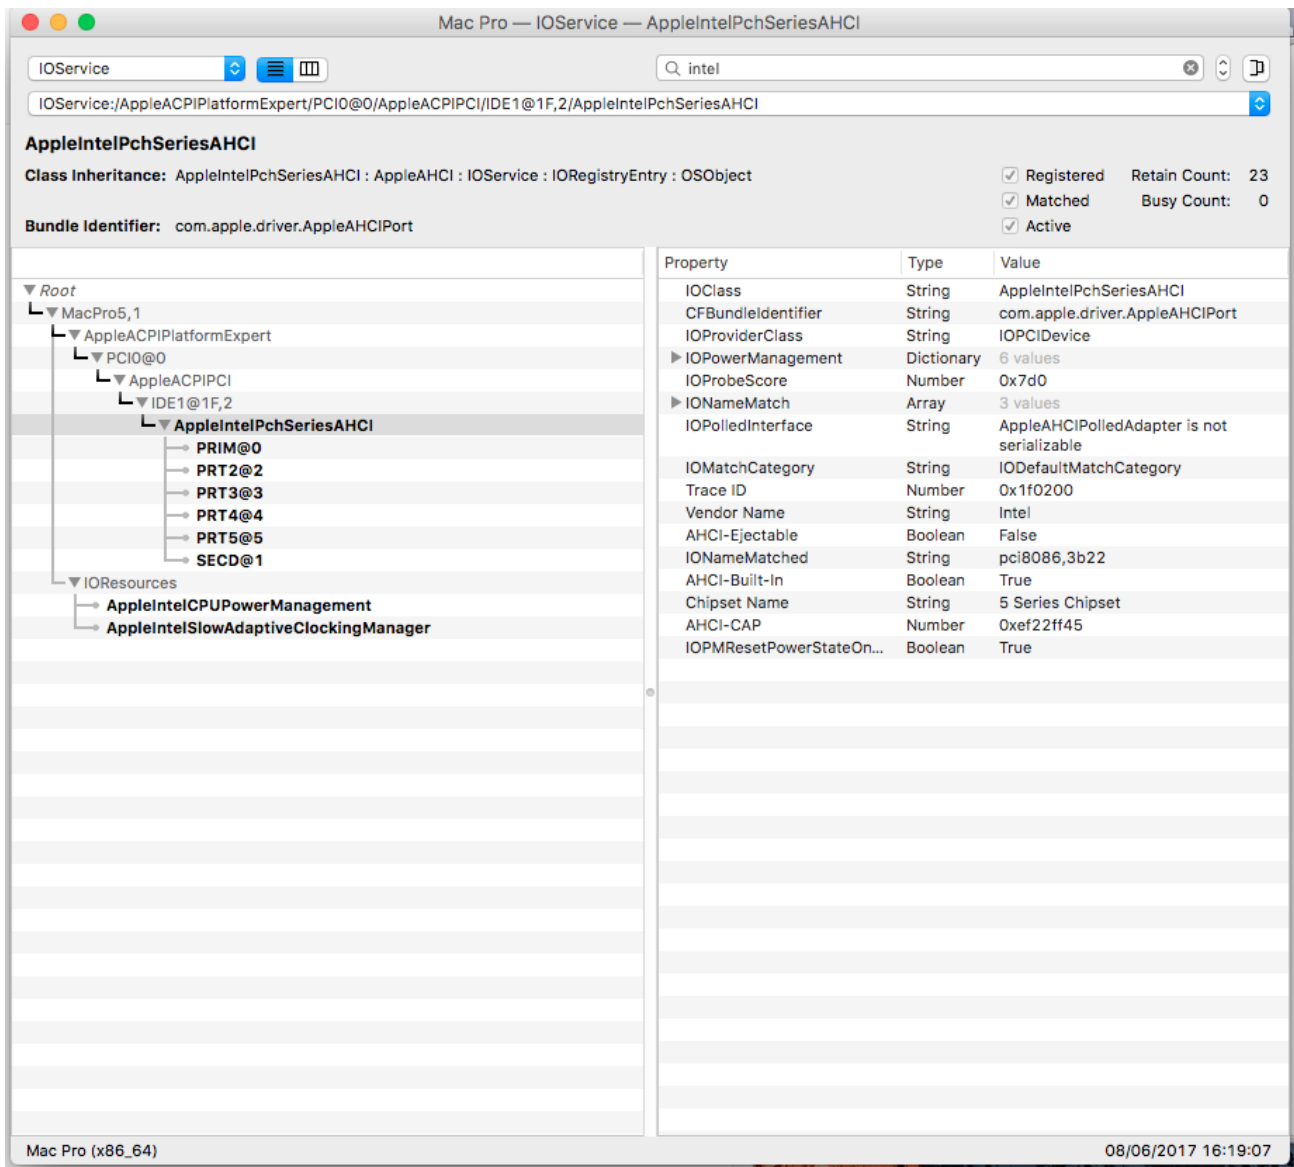 Mac Pro — IOService — AppleIntelPchSeriesAHCI
IOService
intel
IOService:/AppleACPIPlatformExpert/PCI0@0/AppleACPIPCI/IDE1@1F,2/AppleIntelPchSeriesAHCI
AppleIntelPchSeriesAHCI
Class Inheritance: AppleIntelPchSeriesAHCI : AppleAHCI : IOService : IORegistryEntry : OSObject
Registered Retain Count: 23
Matched Busy Count: 0
Bundle Identifier: com.apple.driver.AppleAHCIPort
Active
Root
MacPro5,1
AppleACPIPlatformExpert
PCI0@0
AppleACPIPCI
IDE1@1F,2
AppleIntelPchSeriesAHCI
PRIM@0
PRT2@2
PRT3@3
PRT4@4
PRT5@5
SECD@1
IOResources
AppleIntelCPUPowerManagement
AppleIntelSlowAdaptiveClockingManager
Property Type Value
IOClass String AppleIntelPchSeriesAHCI
CFBundleIdentifier String com.apple.driver.AppleAHCIPort
IOProviderClass String IOPCIDevice
IOPowerManagement Dictionary 6 values
IOProbeScore Number 0x7d0
IONameMatch Array 3 values
IOPolledInterface String AppleAHCIPolledAdapter is not
serializable
IOMatchCategory String IODefaultMatchCategory
Trace ID Number 0x1f0200
Vendor Name String Intel
AHCI-Ejectable Boolean False
IONameMatched String pci8086,3b22
AHCI-Built-In Boolean True
Chipset Name String 5 Series Chipset
AHCI-CAP Number 0xef22ff45
IOPMResetPowerStateOn... Boolean True
Mac Pro (x86_64)
08/06/2017 16:19:07